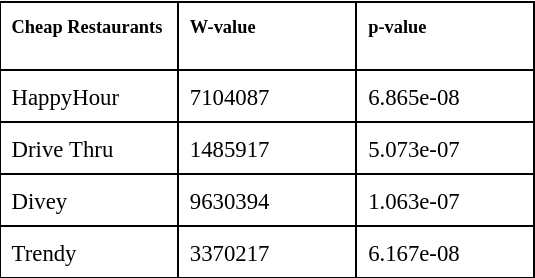 Cheap Restaurants W-value p-value
HappyHour 7104087 6.865e-08
Drive Thru 1485917 5.073e-07
Divey 9630394 1.063e-07
Trendy 3370217 6.167e-08